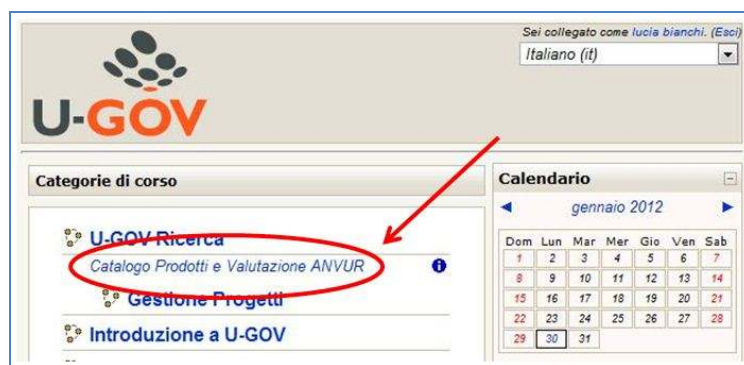 Sei collegato come lucia bianchi. (Esci)
Italiano (it)
U-GOV
Categorie di corso
U-GOV Ricerca
Catalogo Prodotti e Valutazione ANVUR
Gestione Progetti
Introduzione a U-GOV
Calendario
gennaio 2012
Dom Lun Mar Mer Gio Ven Sab
1 2 3 4 5 6 7
8 9 10 11 12 13 14
15 16 17 18 19 20 21
22 23 24 25 26 27 28
29 30 31